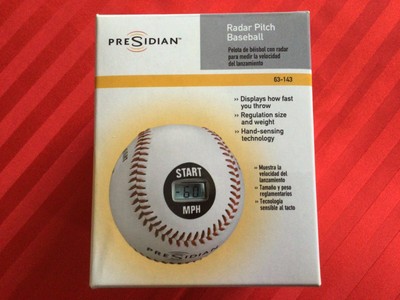 PRESIDIAN™
Radar Pitch
Baseball
Pelota de béisbol con radar
para medir la velocidad
del lanzamiento
63-143
›› Displays how fast
you throw
›› Regulation size
and weight
›› Hand-sensing
technology
›› Muestra la
velocidad del
lanzamiento
›› Tamaño y peso
reglamentarios
›› Tecnología
sensible al tacto
START
60
MPH